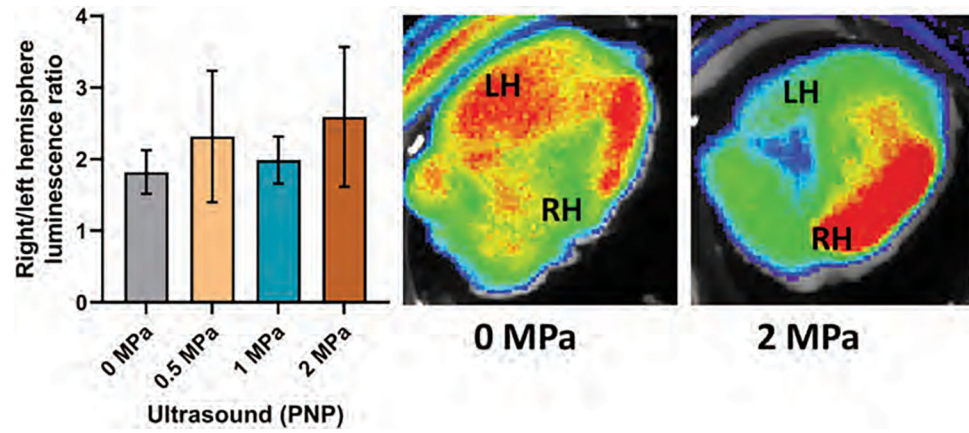 Right/left hemisphere
luminescence ratio
4
3
2
1
0
0 MPa
0.5 MPa
1 MPa
2 MPa
Ultrasound (PNP)
LH
RH
0 MPa
LH
RH
2 MPa